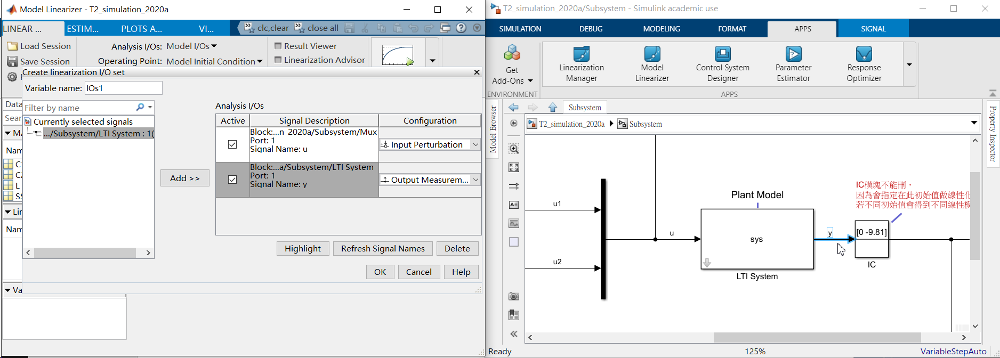 Model Linearizer - T2_simulation_2020a
LINEAR ...
ESTIM...
PLOTS A...
VI...
clc,clear
close all
Load Session
Save Session
Analysis I/Os: Model I/Os
Operating Point: Model Initial Condition
Result Viewer
Linearization Advisor
Create linearization I/O set
Variable name: IOs1
Filter by name
Currently selected signals
.../Subsystem/LTI System : 1(
Add >>
Analysis I/Os
Active
Signal Description
Configuration
Block:...n_2020a/Subsystem/Mux
Port: 1
Signal Name: u
Input Perturbation
Block:...a/Subsystem/LTI System
Port: 1
Signal Name: y
Output Measurem...
Highlight
Refresh Signal Names
Delete
OK
Cancel
Help
Data
Sear
MA
Nam
C
C2
L
SS
Lin
Nam
Va
T2_simulation_2020a/Subsystem - Simulink academic use
SIMULATION
DEBUG
MODELING
FORMAT
APPS
SIGNAL
Get
Add-Ons
Linearization
Manager
Model
Linearizer
Control System
Designer
Parameter
Estimator
Response
Optimizer
ENVIRONMENT
APPS
Model Browser
Subsystem
T2_simulation_2020a
Subsystem
Property Inspector
u1
u2
u
Plant Model
sys
LTI System
y
IC模塊不能刪，
因為會指定在此初始值做線性化
若不同初始值會得到不同線性模
[0 -9.81]
IC
Ready
125%
VariableStepAuto